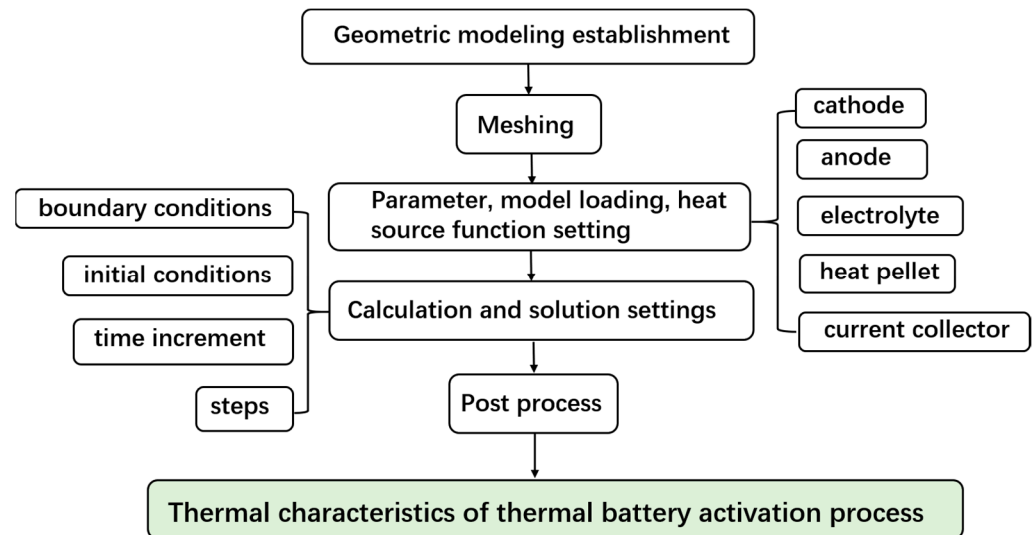 Geometric modeling establishment
Meshing
cathode
anode
electrolyte
heat pellet
current collector
Parameter, model loading, heat
source function setting
boundary conditions
initial conditions
time increment
steps
Calculation and solution settings
Post process
Thermal characteristics of thermal battery activation process